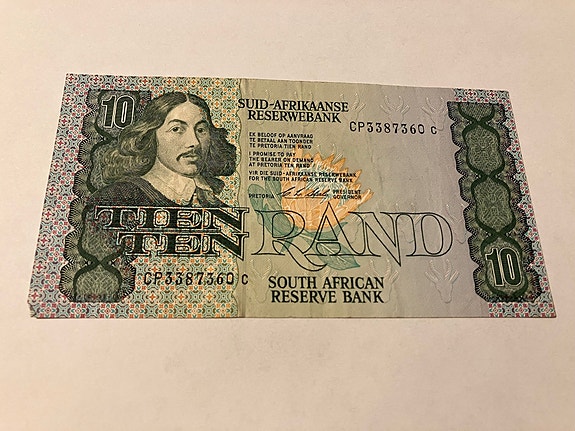 10
SUID-AFRIKAANSE
RESERWEBANK
CP3387360 C
EK BELOOF OP AANVRAAG
TE BETAAL AAN TOONDER
TE PRETORIA TIEN RAND
I PROMISE TO PAY
THE BEARER ON DEMAND
AT PRETORIA TEN RAND
VIR DIE SUID-AFRIKAANSE RESERWEBANK
FOR THE SOUTH AFRICAN RESERVE BANK
PRETORIA
PRESIDENT
GOVERNOR
TIEN
TEN
RAND
10
CP3387360 C
SOUTH AFRICAN
RESERVE BANK